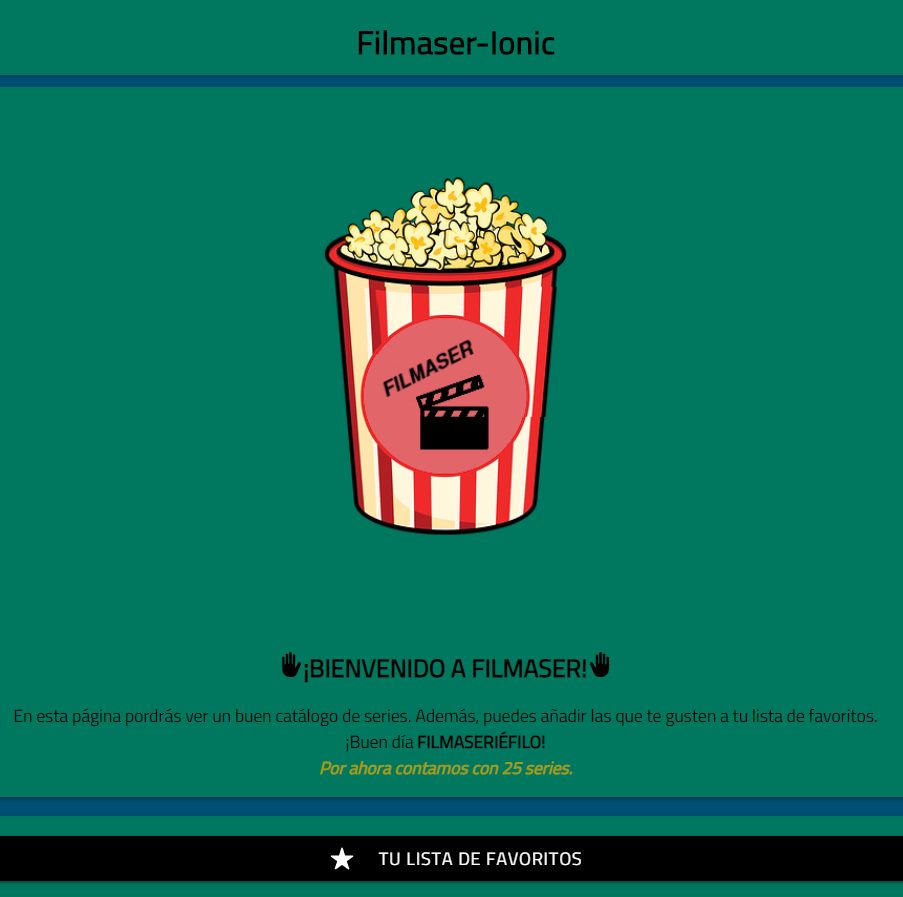 Filmaser-Ionic
FILMASER
¡BIENVENIDO A FILMASER!
En esta página pordrás ver un buen catálogo de series. Además, puedes añadir las que te gusten a tu lista de favoritos.
¡Buen día FILMASERIÉFILO!
Por ahora contamos con 25 series.
TU LISTA DE FAVORITOS